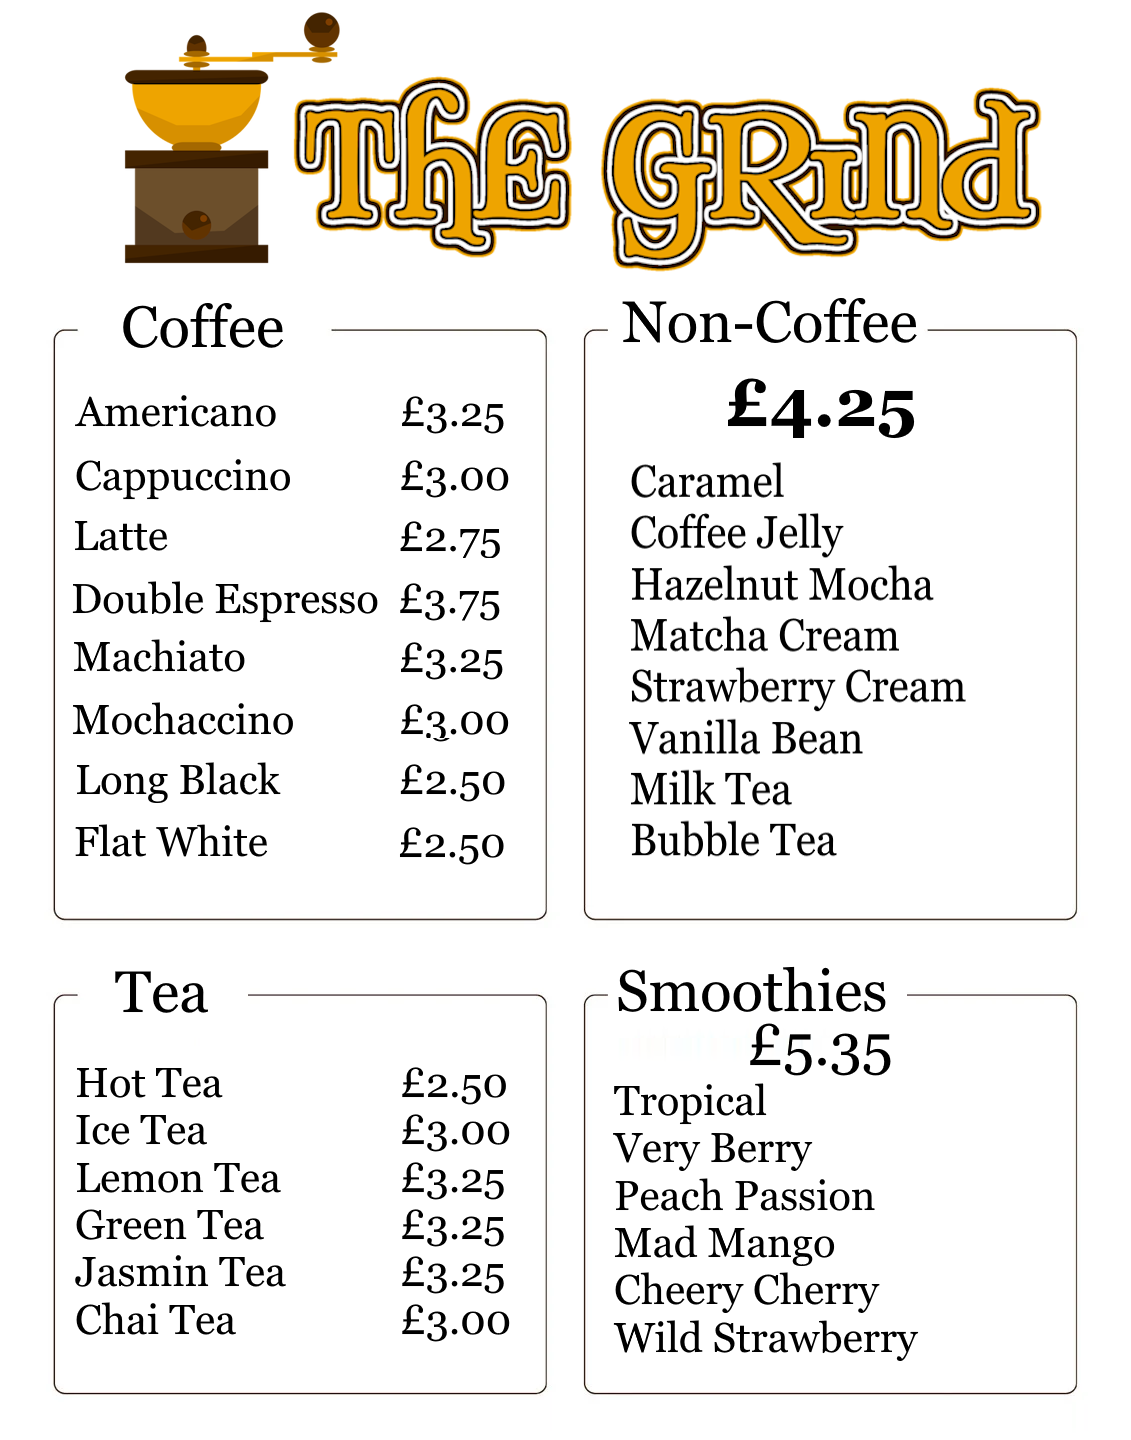 The Grind
Coffee
Americano £3.25
Cappuccino £3.00
Latte £2.75
Double Espresso £3.75
Machiato £3.25
Mochaccino £3.00
Long Black £2.50
Flat White £2.50
Non-Coffee
£4.25
Caramel
Coffee Jelly
Hazelnut Mocha
Matcha Cream
Strawberry Cream
Vanilla Bean
Milk Tea
Bubble Tea
Tea
Hot Tea £2.50
Ice Tea £3.00
Lemon Tea £3.25
Green Tea £3.25
Jasmin Tea £3.25
Chai Tea £3.00
Smoothies
£5.35
Tropical
Very Berry
Peach Passion
Mad Mango
Cheery Cherry
Wild Strawberry